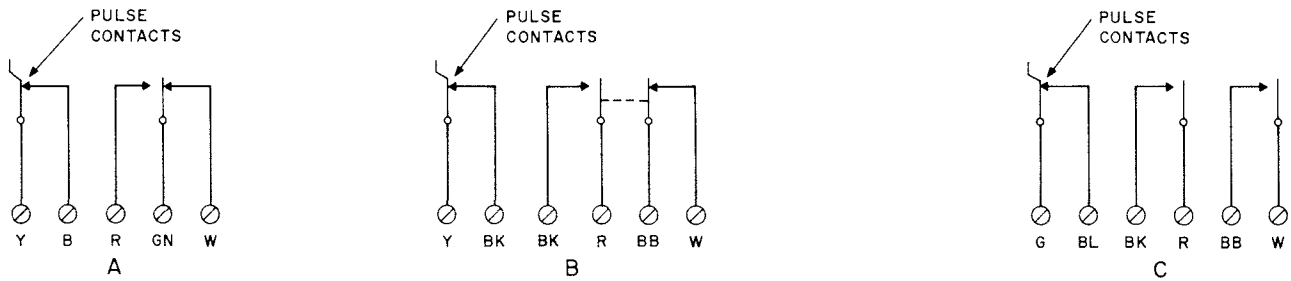 PULSE
CONTACTS
Y B R GN W
A
PULSE
CONTACTS
Y BK BK R BB W
B
PULSE
CONTACTS
G BL BK R BB W
C